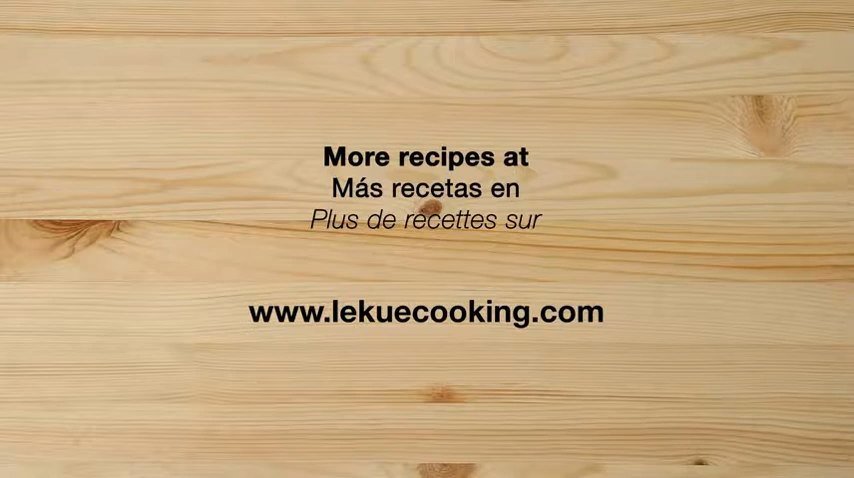 More recipes at
Más recetas en
Plus de recettes sur
www.lekuecooking.com